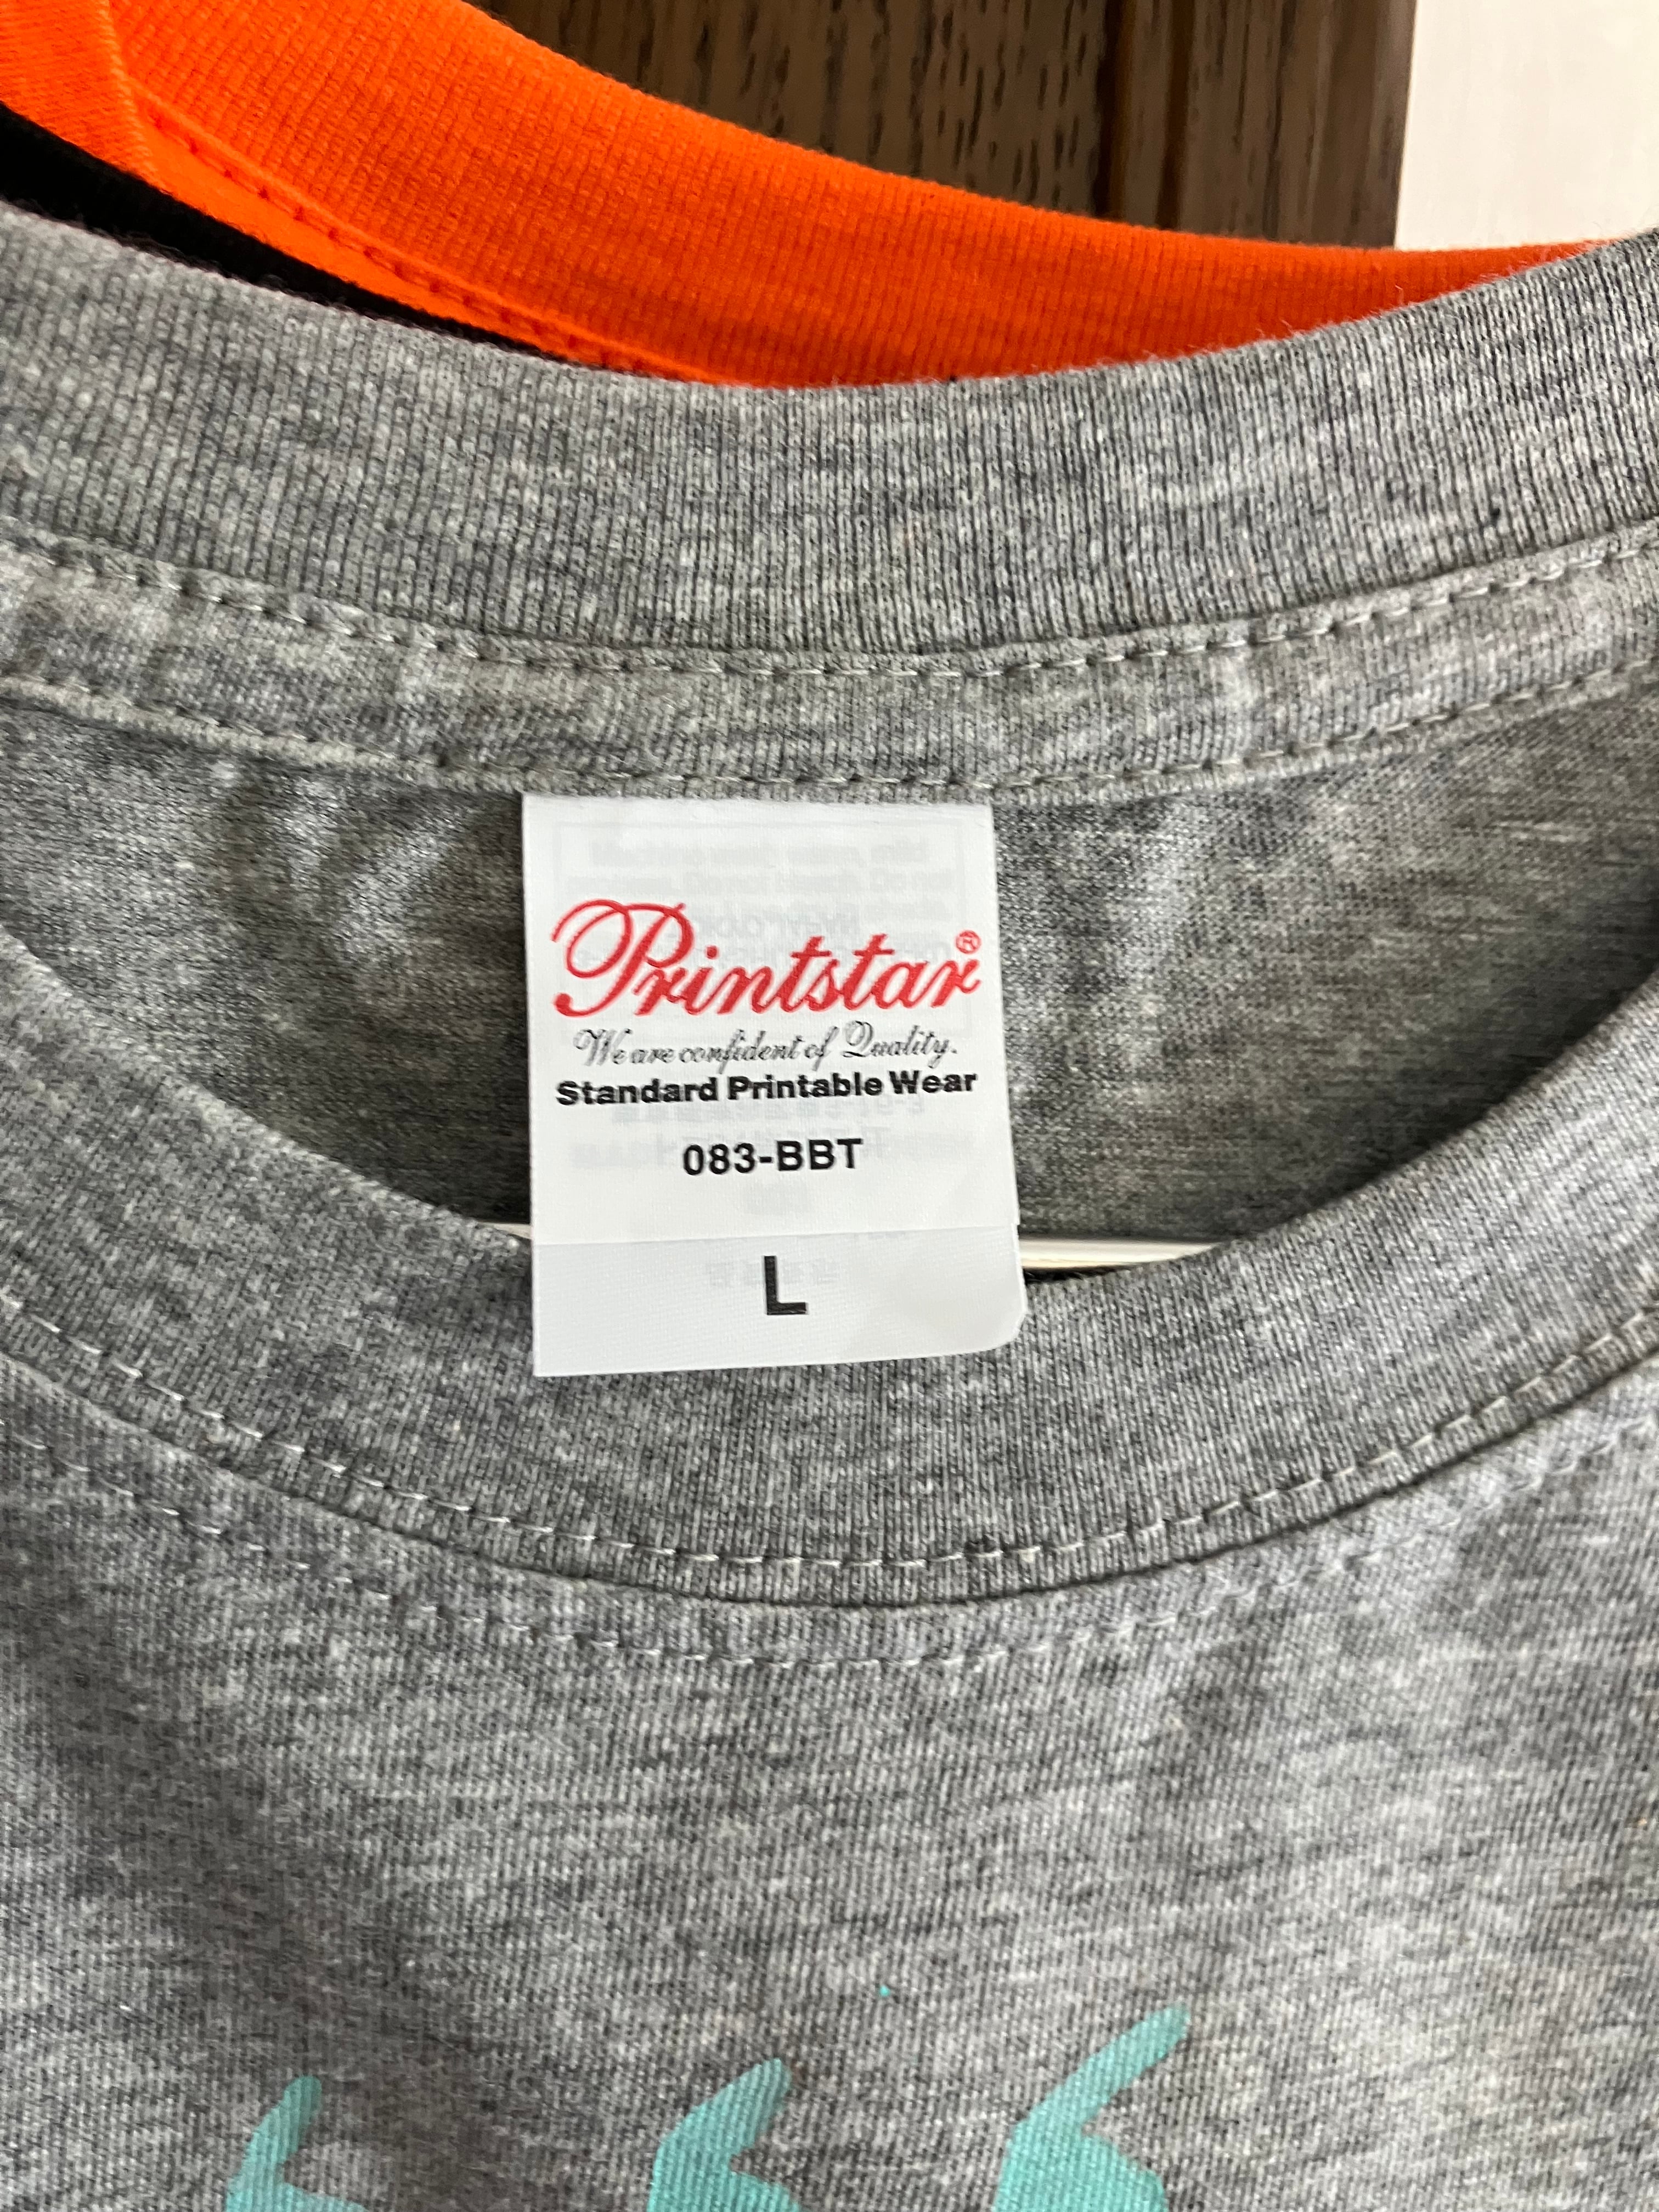 Printstar®
We are confident of Quality.
Standard Printable Wear
083-BBT
L